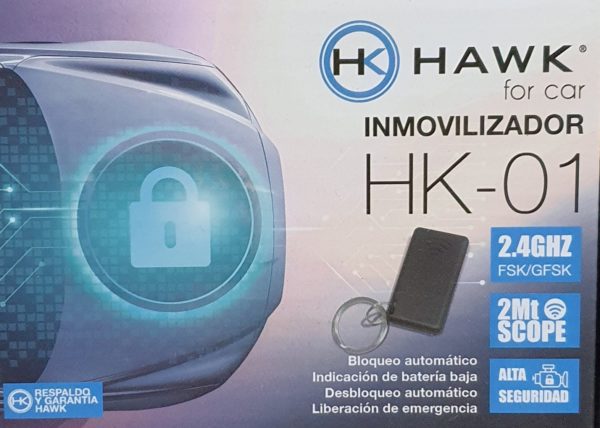 HK HAWK®
for car
INMOVILIZADOR
HK-01
2.4GHZ
FSK/GFSK
2Mt
SCOPE
ALTA
SEGURIDAD
Bloqueo automático
Indicación de batería baja
Desbloqueo automático
Liberación de emergencia
HK
RESPALDO
Y GARANTIA
HAWK